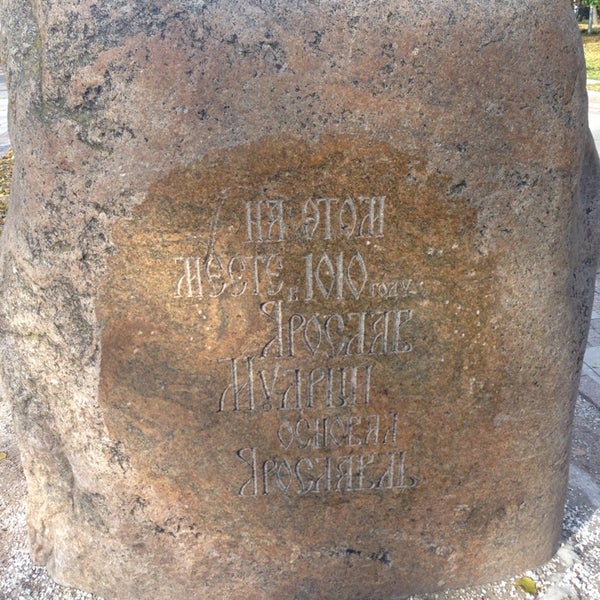 НА ЭТОМ
МЕСТЕ В 1010 ГОДУ
ЯРОСЛАВ
МУДРЫЙ
ОСНОВАЛ
ЯРОСЛАВЛЬ